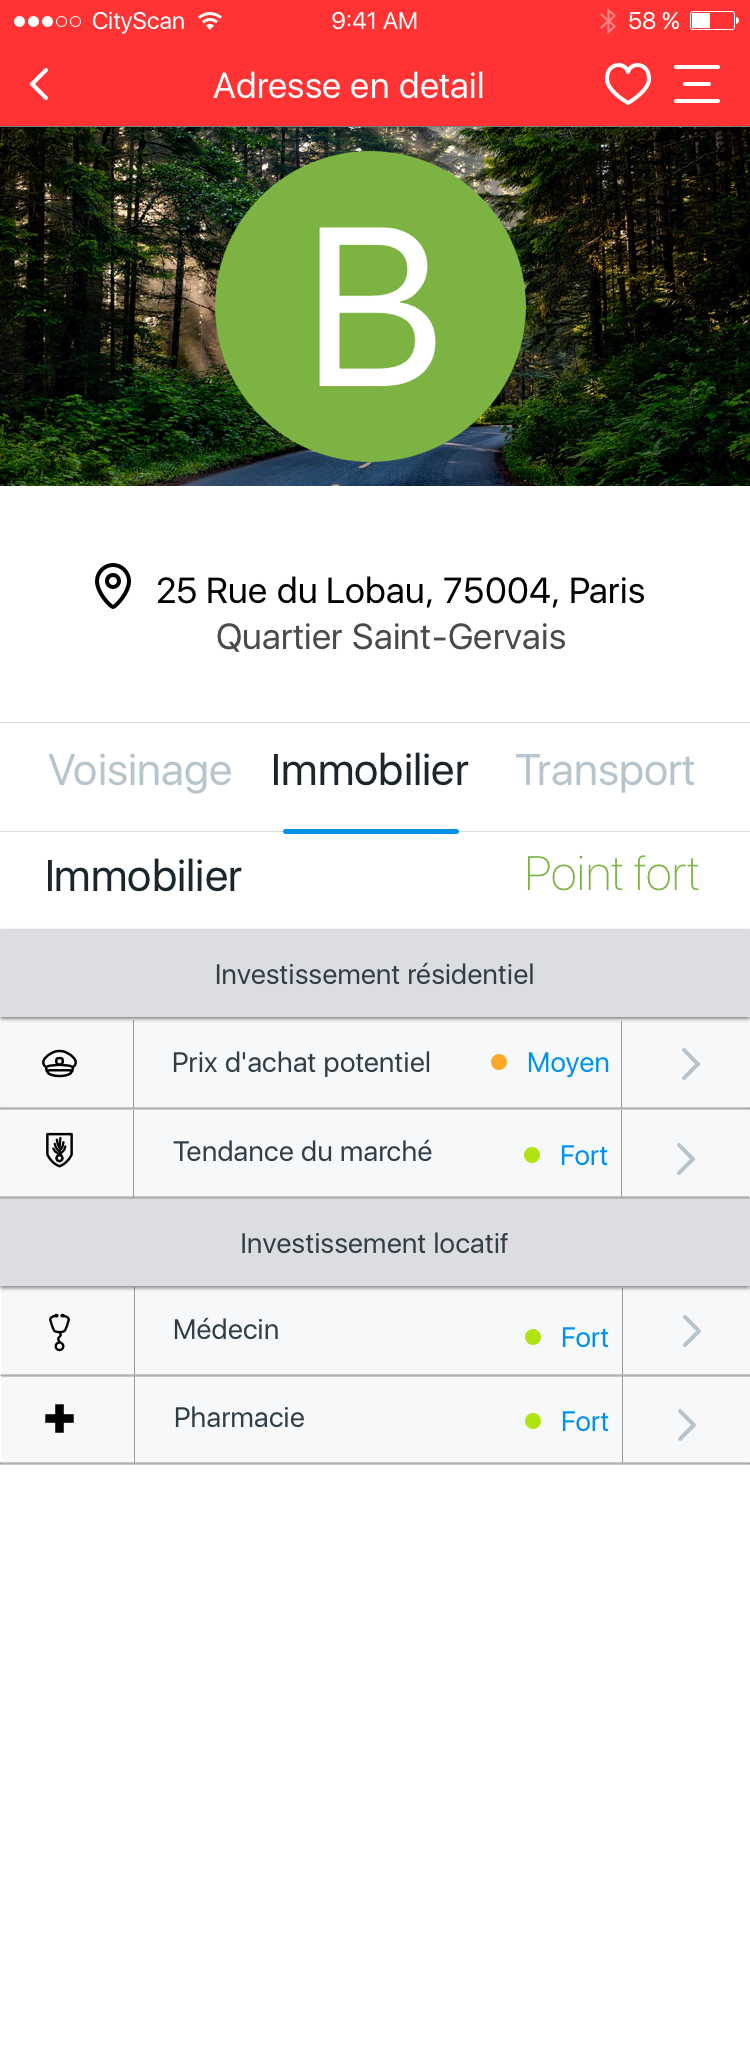 CityScan 9:41 AM 58 %
Adresse en detail
B
25 Rue du Lobau, 75004, Paris
Quartier Saint-Gervais
Voisinage Immobilier Transport
Immobilier Point fort
Investissement résidentiel
Prix d'achat potentiel Moyen
Tendance du marché Fort
Investissement locatif
Médecin Fort
Pharmacie Fort